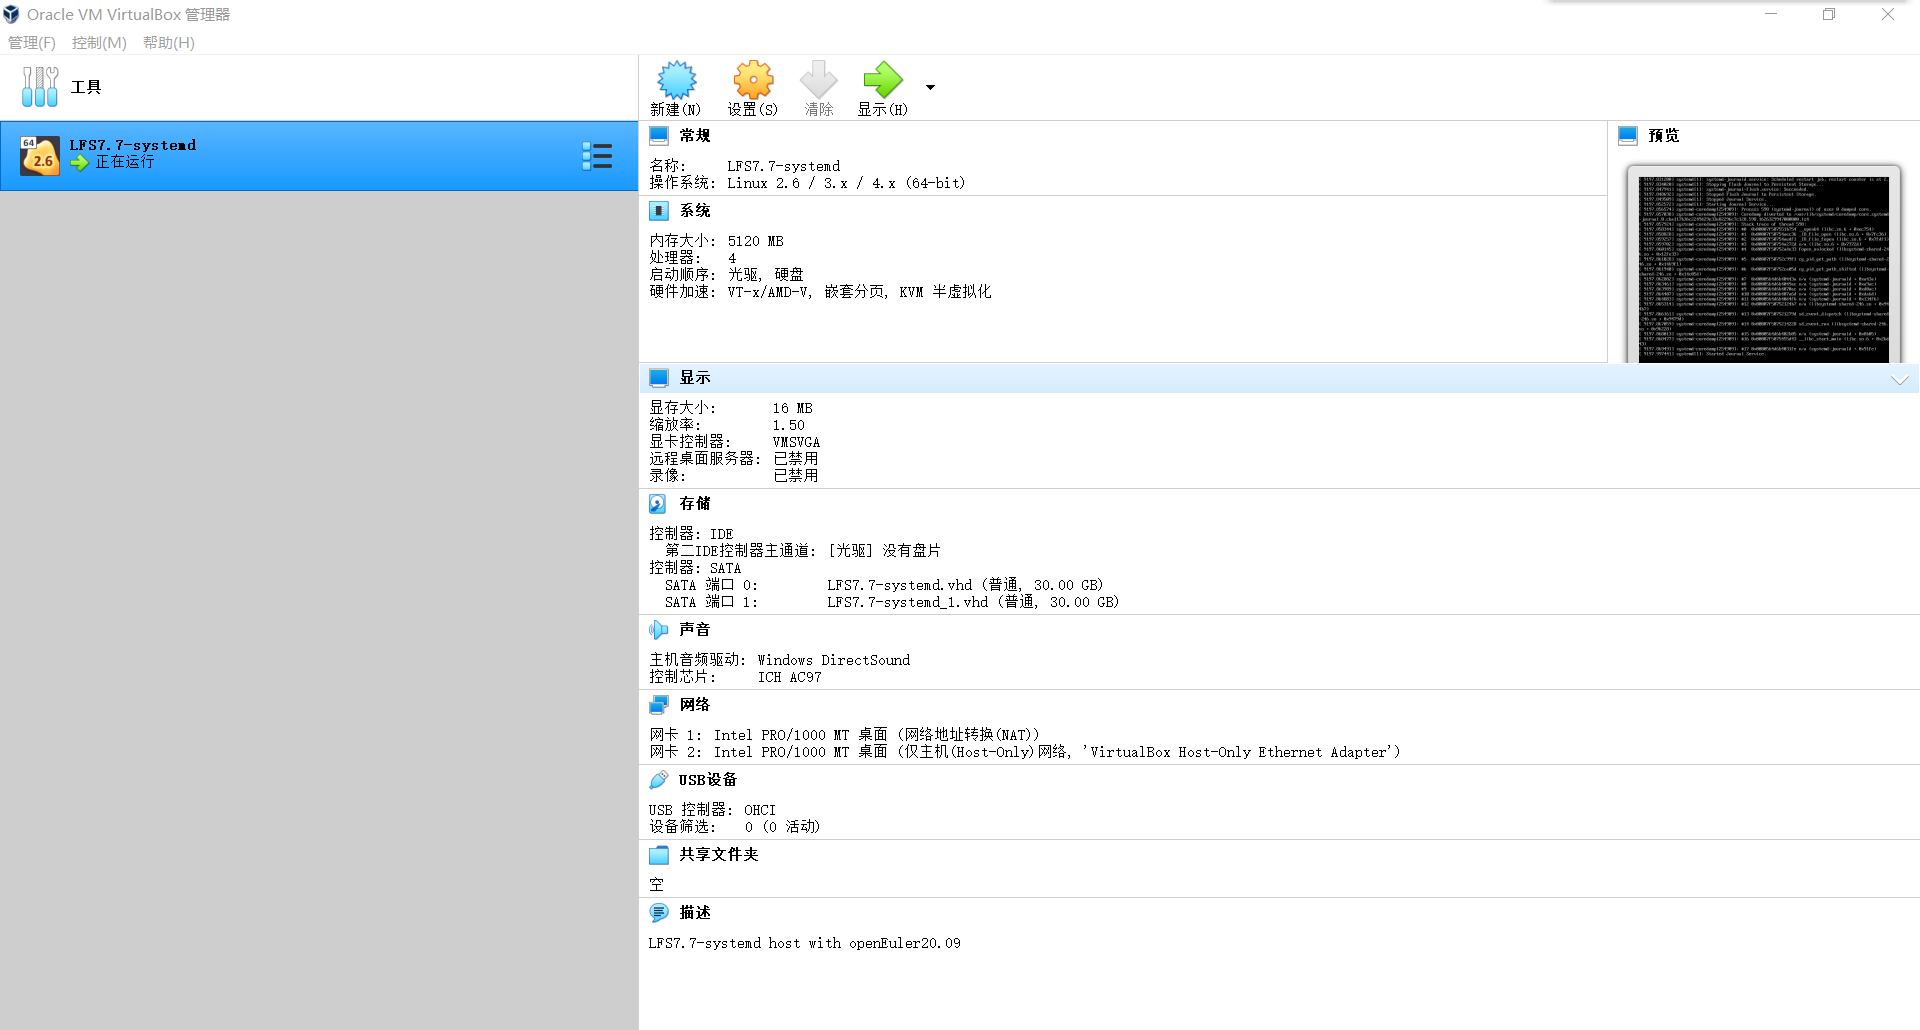 Oracle VM VirtualBox 管理器
管理(F) 控制(M) 帮助(H)
工具
64
2.6
LFS7.7-systemd
正在运行
新建(N) 设置(S) 清除 显示(H)
常规
名称: LFS7.7-systemd
操作系统: Linux 2.6 / 3.x / 4.x (64-bit)
系统
内存大小: 5120 MB
处理器: 4
启动顺序: 光驱, 硬盘
硬件加速: VT-x/AMD-V, 嵌套分页, KVM 半虚拟化
预览
显示
显存大小: 16 MB
缩放率: 1.50
显卡控制器: VMSVGA
远程桌面服务器: 已禁用
录像: 已禁用
存储
控制器: IDE
第二IDE控制器主通道: [光驱] 没有盘片
控制器: SATA
SATA 端口 0: LFS7.7-systemd.vhd (普通, 30.00 GB)
SATA 端口 1: LFS7.7-systemd_1.vhd (普通, 30.00 GB)
声音
主机音频驱动: Windows DirectSound
控制芯片: ICH AC97
网络
网卡 1: Intel PRO/1000 MT 桌面 (网络地址转换(NAT))
网卡 2: Intel PRO/1000 MT 桌面 (仅主机(Host-Only)网络, 'VirtualBox Host-Only Ethernet Adapter')
USB设备
USB 控制器: OHCI
设备筛选: 0 (0 活动)
共享文件夹
空
描述
LFS7.7-systemd host with openEuler20.09